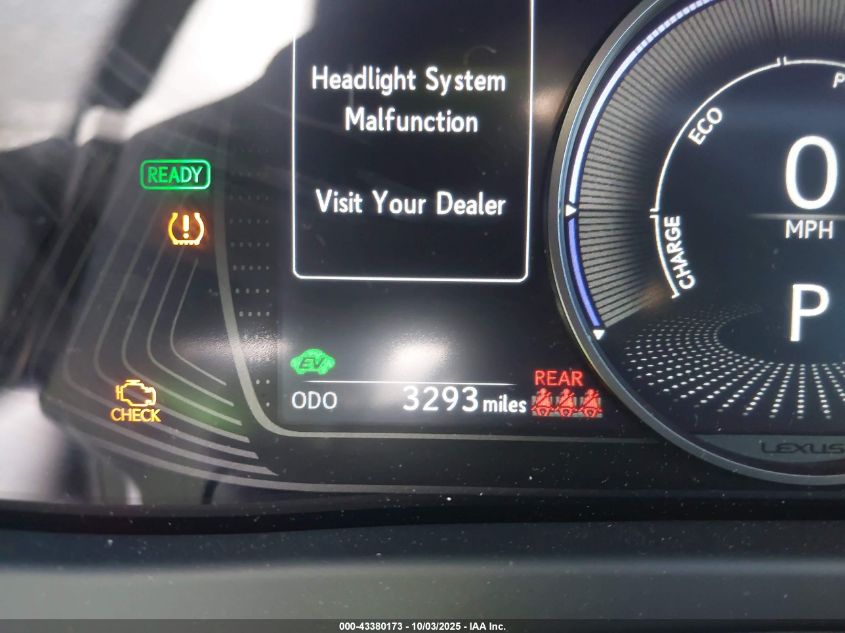 Headlight System
Malfunction
Visit Your Dealer
READY
ECO
0
MPH
CHARGE
P
EV
REAR
ODO 3293 miles
CHECK
LEXUS
000-43380173 - 10/03/2025 - IAA Inc.